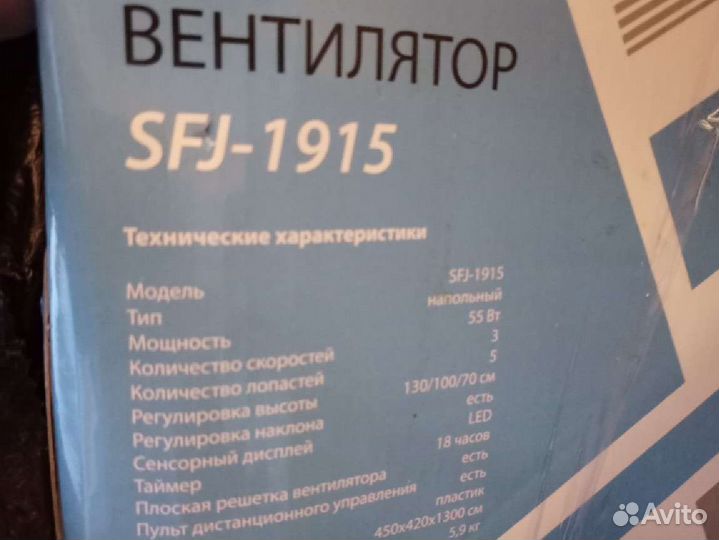 ВЕНТИЛЯТОР
SFJ-1915
Технические характеристики
Модель SFJ-1915
Тип напольный
Мощность 55 Вт
Количество скоростей 3
Количество лопастей 5
Регулировка высоты 130/100/70 см
Регулировка наклона есть
Сенсорный дисплей LED
Таймер 18 часов
Плоская решетка вентилятора есть
Пульт дистанционного управления есть
пластик
450x420x1300 см
5,9 кг
Avito